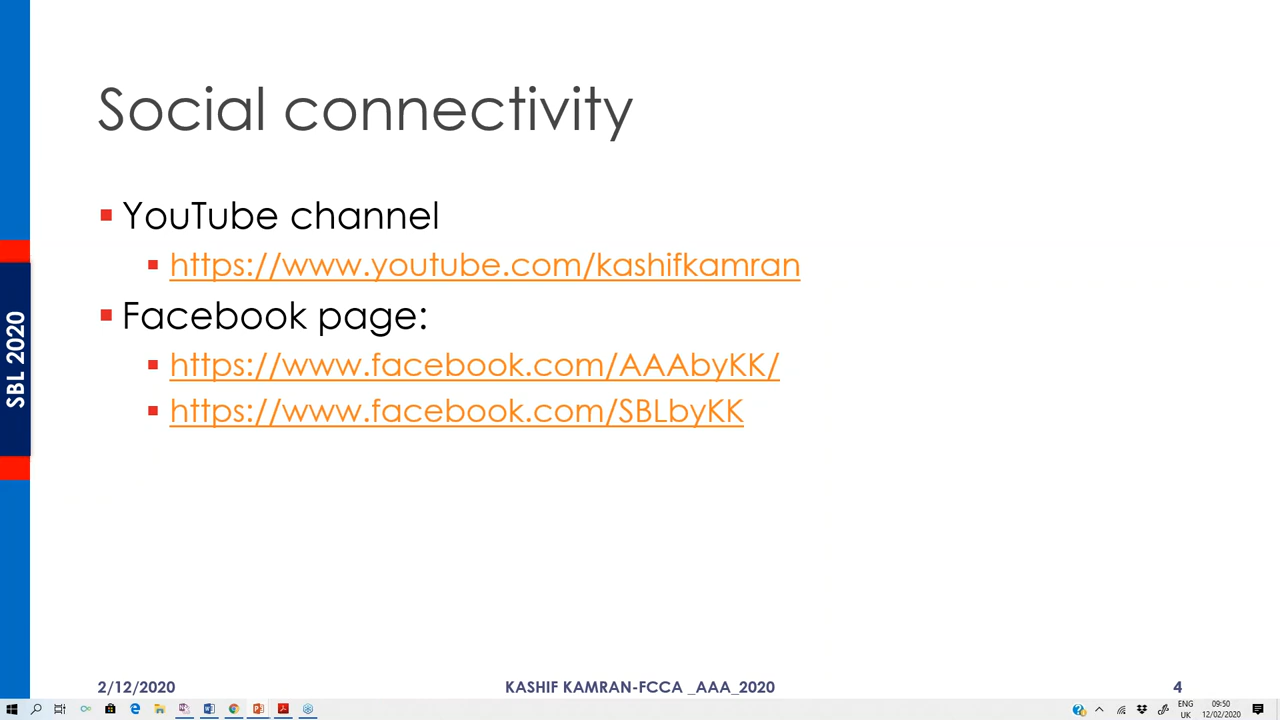 Social connectivity
YouTube channel
https://www.youtube.com/kashifkamran
Facebook page:
https://www.facebook.com/AAAbyKK/
https://www.facebook.com/SBLbyKK
SBL 2020
2/12/2020
KASHIF KAMRAN-FCCA _AAA_2020
4
ENG
UK
09:50
12/02/2020